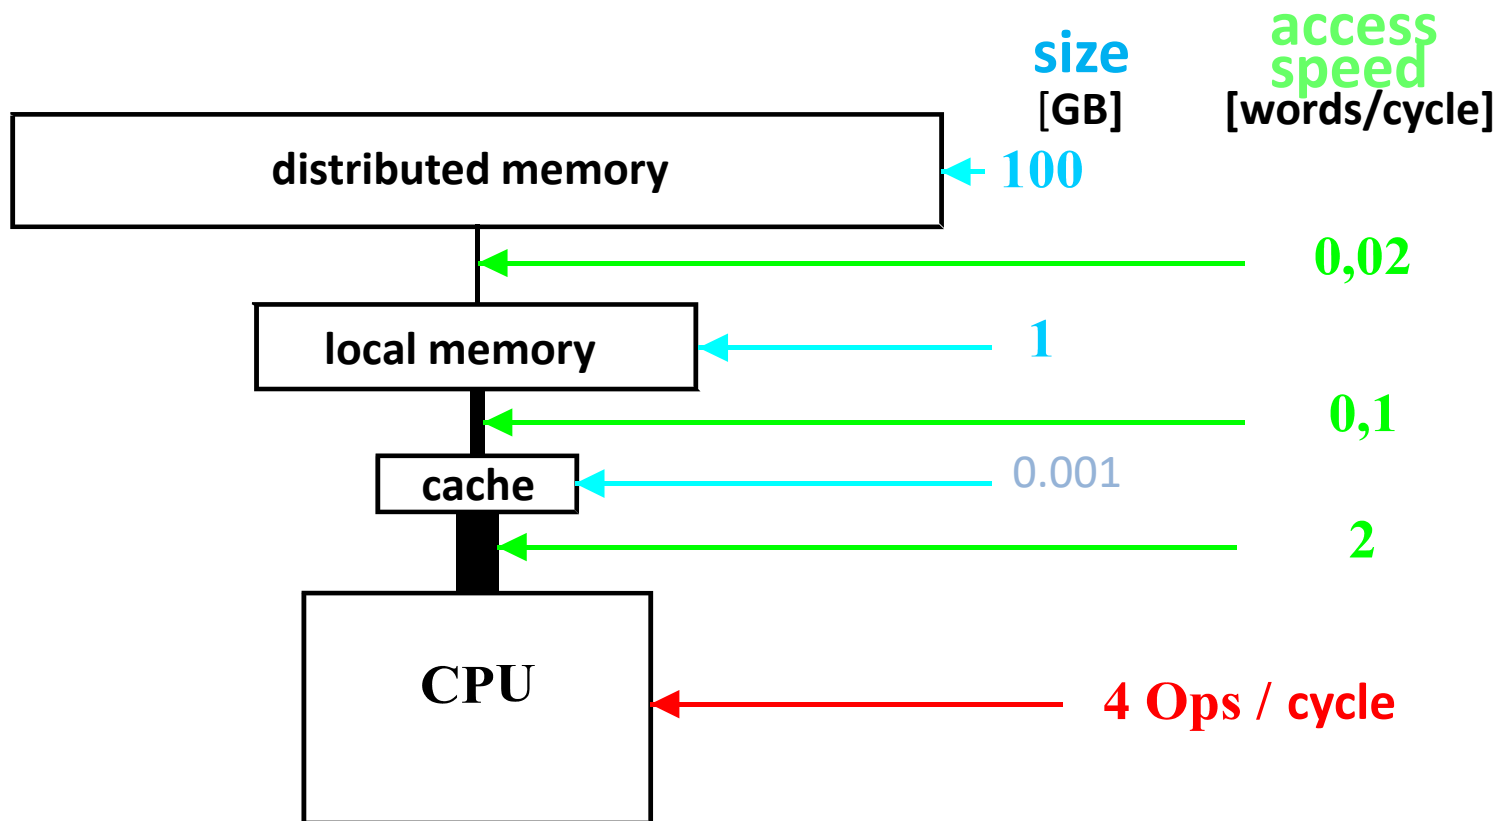 size
access
speed
[GB]
[words/cycle]
distributed memory
100
0,02
local memory
1
0,1
cache
0.001
2
CPU
4 Ops / cycle